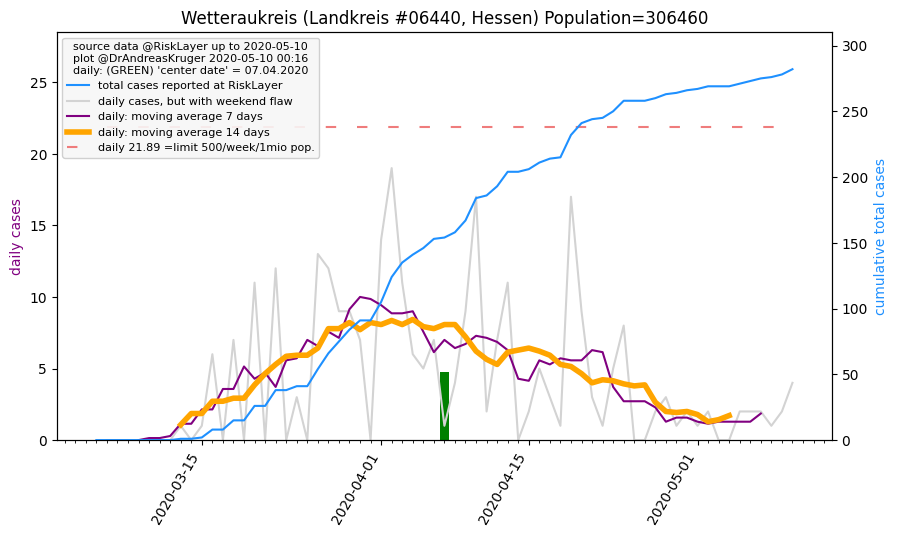 Wetteraukreis (Landkreis #06440, Hessen) Population=306460
source data @RiskLayer up to 2020-05-10
plot @DrAndreasKruger 2020-05-10 00:16
daily: (GREEN) 'center date' = 07.04.2020
total cases reported at RiskLayer
daily cases, but with weekend flaw
daily: moving average 7 days
daily: moving average 14 days
daily 21.89 =limit 500/week/1mio pop.
daily cases
25
20
15
10
5
0
300
250
200
150
100
50
0
cumulative total cases
2020-03-15
2020-04-01
2020-04-15
2020-05-01